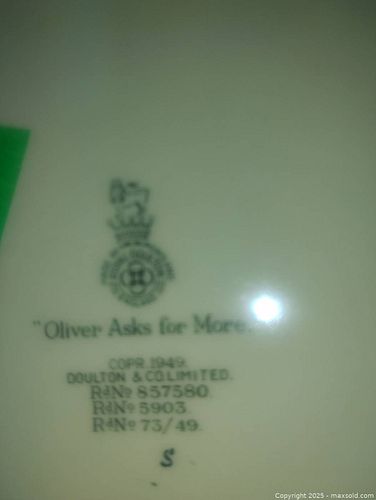 "Oliver Asks for More
COPR. 1949.
DOULTON & CO. LIMITED.
RdNo 857580.
RdNo 5903.
RdNo 73/49.
S
Copyright 2025 - maxsold.com